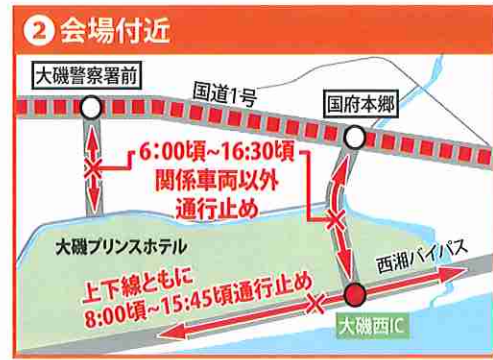 2 会場付近
大磯警察署前
国道1号
国府本郷
6:00頃~16:30頃
関係車両以外
通行止め
大磯プリンスホテル
西湘バイパス
上下線ともに
8:00頃~15:45頃通行止め
大磯西IC